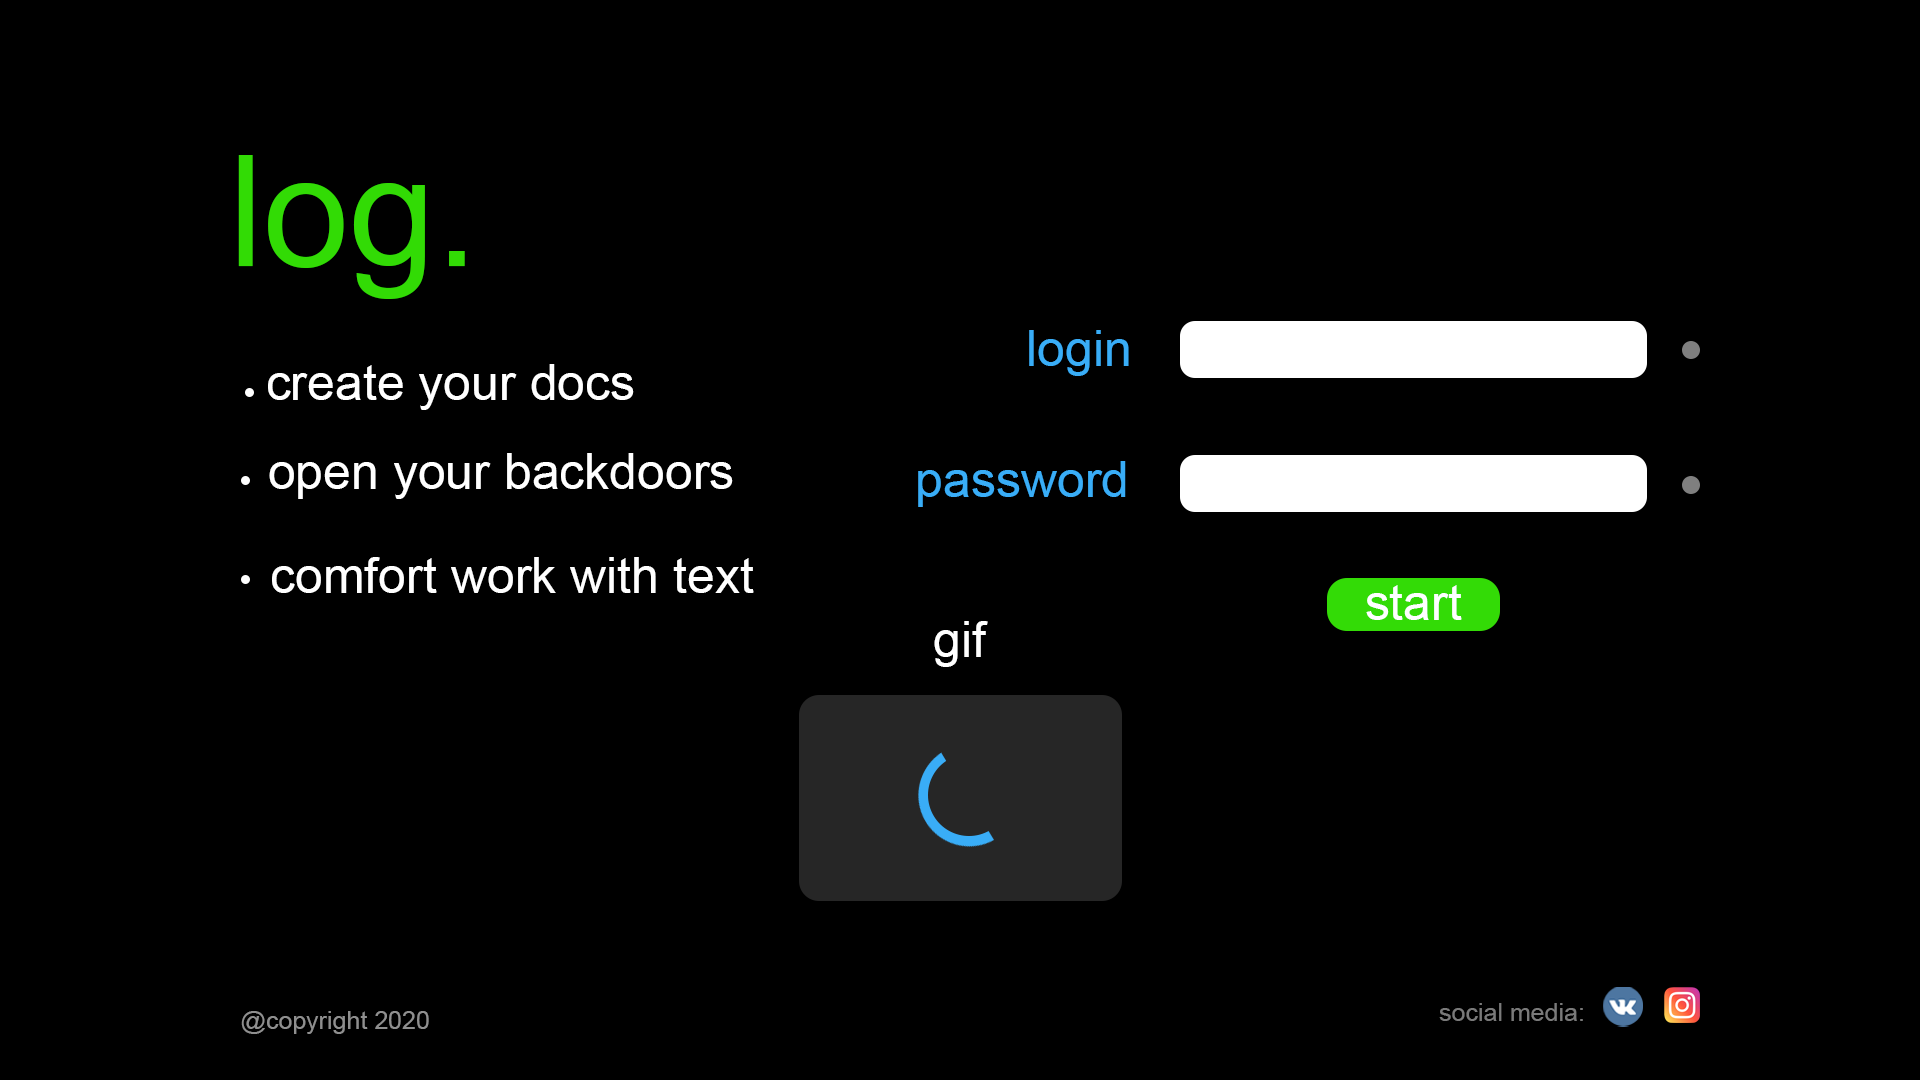 log.
• create your docs
• open your backdoors
• comfort work with text
login
password
start
gif
@copyright 2020
social media: